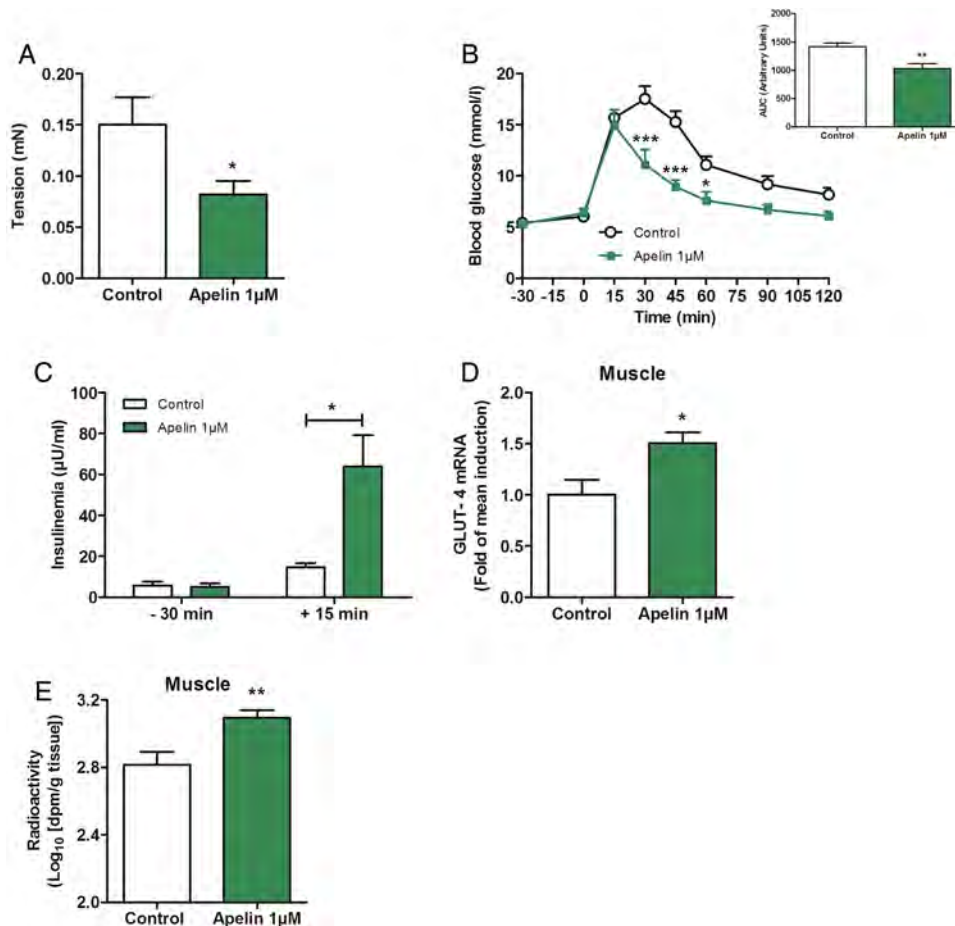 A
Tension (mN)
0.20
0.15
0.10
0.05
0.00
*
Control
Apelin 1µM
B
Blood glucose (mmol/l)
20
15
10
5
0
***
***
*
Control
Apelin 1µM
-30 -15 0 15 30 45 60 75 90 105 120
Time (min)
AUC (Arbitrary Units)
2000
1500
1000
500
0
**
Control
Apelin 1µM
C
Insulinemia (µU/ml)
100
80
60
40
20
0
Control
Apelin 1µM
*
- 30 min
+ 15 min
D
Muscle
GLUT- 4 mRNA
(Fold of mean induction)
2.0
1.5
1.0
0.5
0.0
*
Control
Apelin 1µM
E
Muscle
Radioactivity
(Log10 [dpm/g tissue])
3.2
2.8
2.4
2.0
**
Control
Apelin 1µM